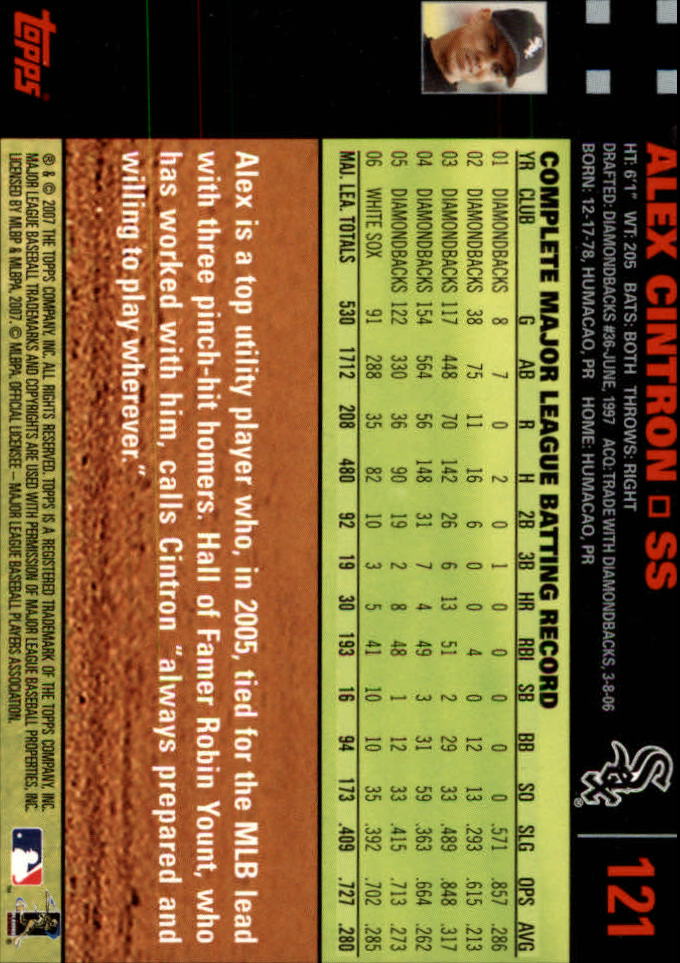 ALEX CINTRON □ SS
121
HT: 6'1" WT: 205 BATS: BOTH THROWS: RIGHT
DRAFTED: DIAMONDBACKS #36-JUNE, 1997 ACQ: TRADE WITH DIAMONDBACKS, 3-8-06
BORN: 12-17-78, HUMACAO, PR HOME: HUMACAO, PR
Sox
COMPLETE MAJOR LEAGUE BATTING RECORD
YR CLUB G AB R H 2B 3B HR RBI SB BB SO SLG OPS AVG
01 DIAMONDBACKS 8 7 0 2 0 1 0 0 0 0 0 .571 .857 .286
02 DIAMONDBACKS 38 75 11 16 6 0 0 4 0 12 13 .293 .615 .213
03 DIAMONDBACKS 117 448 70 142 26 6 13 51 2 29 33 .489 .848 .317
04 DIAMONDBACKS 154 564 56 148 31 7 4 49 3 31 59 .363 .664 .262
05 DIAMONDBACKS 122 330 36 90 19 2 8 48 1 12 33 .415 .713 .273
06 WHITE SOX 91 288 35 82 10 3 5 41 10 10 35 .392 .702 .285
MAJ. LEA. TOTALS 530 1712 208 480 92 19 30 193 16 94 173 .409 .727 .280
Alex is a top utility player who, in 2005, tied for the MLB lead
with three pinch-hit homers. Hall of Famer Robin Yount, who
has worked with him, calls Cintron "always prepared and
willing to play wherever."
topps
® & © 2007 THE TOPPS COMPANY, INC. ALL RIGHTS RESERVED. TOPPS IS A REGISTERED TRADEMARK OF THE TOPPS COMPANY, INC.
MAJOR LEAGUE BASEBALL TRADEMARKS AND COPYRIGHTS ARE USED WITH PERMISSION OF MAJOR LEAGUE BASEBALL PROPERTIES, INC.
LICENSED BY MLBP & MLBPA, 2007. © MLBPA. OFFICIAL LICENSEE – MAJOR LEAGUE BASEBALL PLAYERS ASSOCIATION.